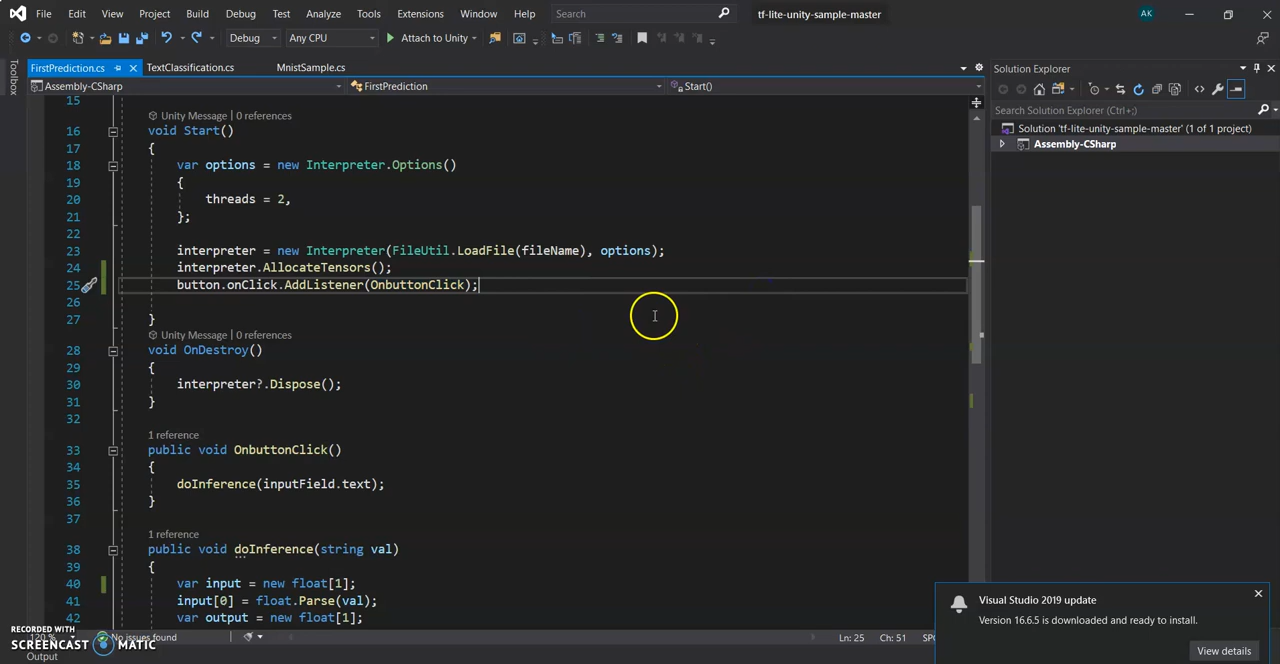 File Edit View Project Build Debug Test Analyze Tools Extensions Window Help Search tf-lite-unity-sample-master AK
Debug Any CPU Attach to Unity
Toolbox
FirstPrediction.cs TextClassification.cs MnistSample.cs
Assembly-CSharp FirstPrediction Start()
15
Unity Message | 0 references
16 void Start()
17 {
18 var options = new Interpreter.Options()
19 {
20 threads = 2,
21 };
22
23 interpreter = new Interpreter(FileUtil.LoadFile(fileName), options);
24 interpreter.AllocateTensors();
25 button.onClick.AddListener(OnbuttonClick);
26
27 }
Unity Message | 0 references
28 void OnDestroy()
29 {
30 interpreter?.Dispose();
31 }
32
1 reference
33 public void OnbuttonClick()
34 {
35 doInference(inputField.text);
36 }
37
1 reference
38 public void doInference(string val)
39 {
40 var input = new float[1];
41 input[0] = float.Parse(val);
42 var output = new float[1];
120 % No issues found Ln: 25 Ch: 51
Output
RECORDED WITH
SCREENCAST MATIC
Solution Explorer
Search Solution Explorer (Ctrl+;)
Solution 'tf-lite-unity-sample-master' (1 of 1 project)
Assembly-CSharp
Visual Studio 2019 update
Version 16.6.5 is downloaded and ready to install.
View details